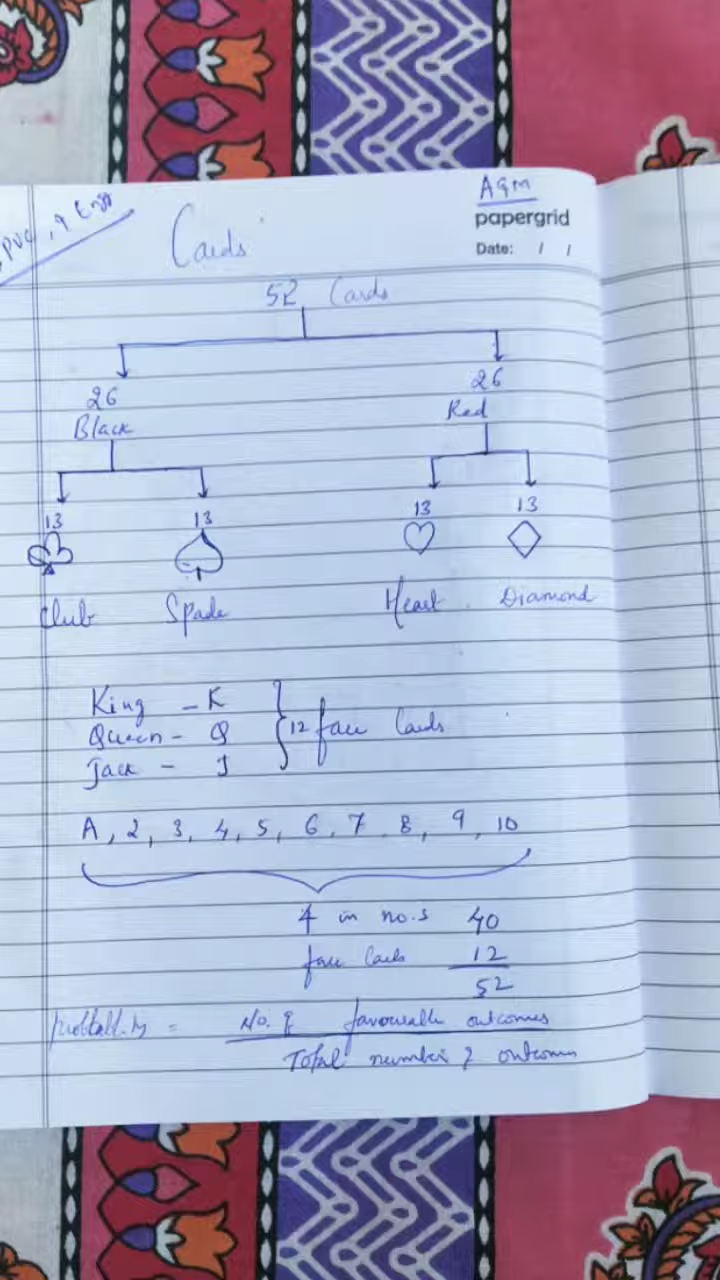 AGM
papergrid
Date: / /
Cards
52 Cards
26 26
Black Red
13 13 13 13
Club Spade Heart Diamond
King - K
Queen - Q
Jack - J
12 face Cards
A, 2, 3, 4, 5, 6, 7, 8, 9, 10
4 in no.s 40
face Cards 12
52
Probability = No. of favourable outcomes
Total number of outcomes